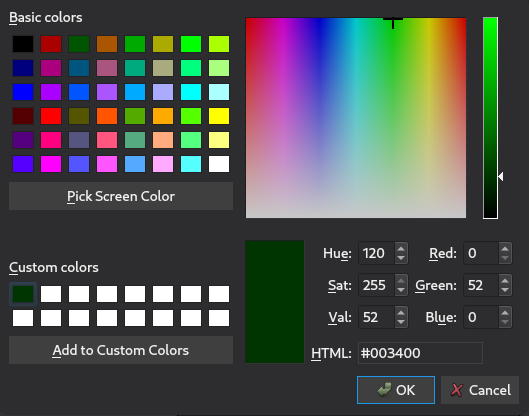 Basic colors
Pick Screen Color
Custom colors
Add to Custom Colors
Hue: 120 Red: 0
Sat: 255 Green: 52
Val: 52 Blue: 0
HTML: #003400
OK Cancel